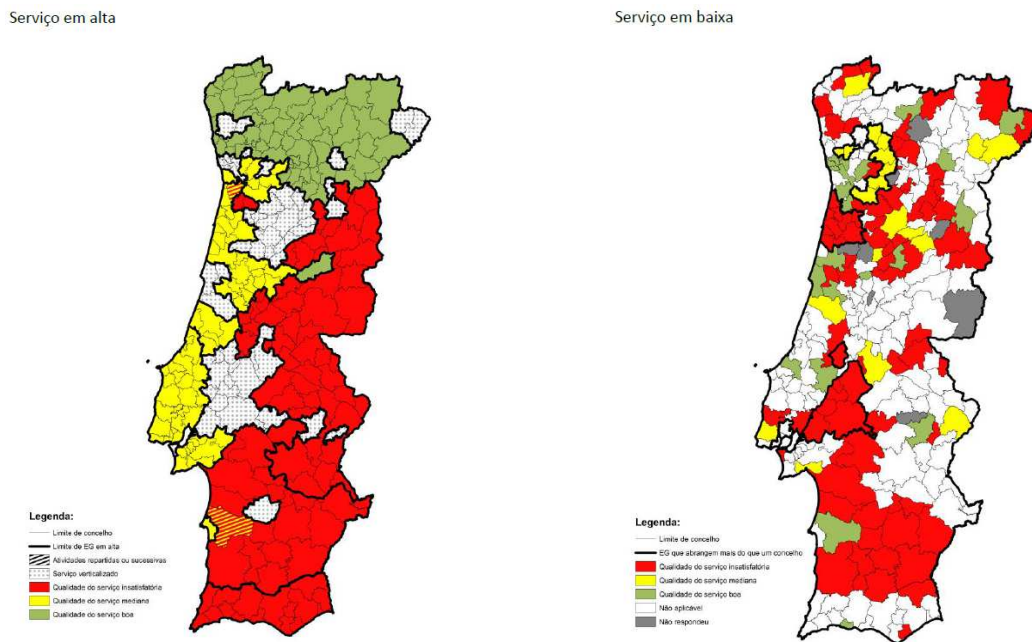 Serviço em alta
Serviço em baixa
Legenda:
Limite de concelho
Limite de EG em alta
Atividades repartidas ou sucessivas
Serviço verticalizado
Qualidade do serviço insatisfatória
Qualidade do serviço mediana
Qualidade do serviço boa
Legenda:
Limite de concelho
EG que abrangem mais do que um concelho
Qualidade do serviço insatisfatória
Qualidade do serviço mediana
Qualidade do serviço boa
Não aplicável
Não respondeu